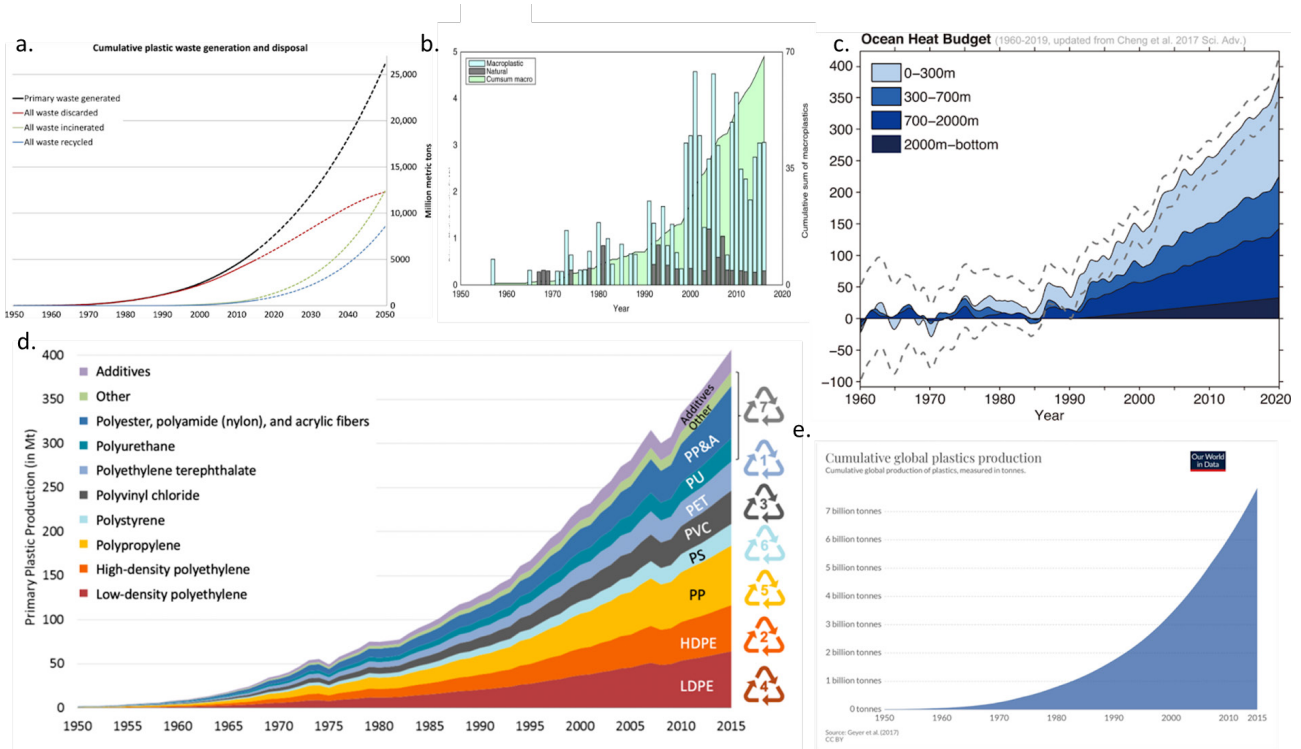 a.
Cumulative plastic waste generation and disposal
Primary waste generated
All waste discarded
All waste incinerated
All waste recycled
25,000
20,000
15,000
10,000
5000
0
Million metric tons
1950 1960 1970 1980 1990 2000 2010 2020 2030 2040 2050
b.
Macroplastic
Natural
Cumsum macro
5
4
3
2
1
0
70
35
0
Cumulative sum of macroplastics
1950 1960 1970 1980 1990 2000 2010 2020
Year
c.
Ocean Heat Budget (1960-2019, updated from Cheng et al. 2017 Sci. Adv.)
0-300m
300-700m
700-2000m
2000m-bottom
400
350
300
250
200
150
100
50
0
-50
-100
1960 1970 1980 1990 2000 2010 2020
Year
d.
Primary Plastic Production (in Mt)
400
350
300
250
200
150
100
50
0
Additives
Other
Polyester, polyamide (nylon), and acrylic fibers
Polyurethane
Polyethylene terephthalate
Polyvinyl chloride
Polystyrene
Polypropylene
High-density polyethylene
Low-density polyethylene
Additives
Other
PP&A
PU
PET
PVC
PS
PP
HDPE
LDPE
7
1
3
6
5
2
4
1950 1955 1960 1965 1970 1975 1980 1985 1990 1995 2000 2005 2010 2015
e.
Cumulative global plastics production
Cumulative global production of plastics, measured in tonnes.
Our World
in Data
7 billion tonnes
6 billion tonnes
5 billion tonnes
4 billion tonnes
3 billion tonnes
2 billion tonnes
1 billion tonnes
0 tonnes
1950 1960 1970 1980 1990 2000 2010 2015
Source: Geyer et al. (2017)
CC BY